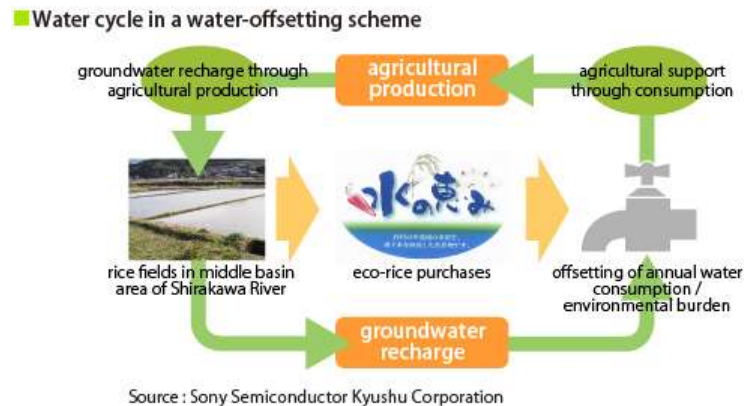 Water cycle in a water-offsetting scheme
groundwater recharge through
agricultural production
agricultural
production
agricultural support
through consumption
水の恵み
rice fields in middle basin
area of Shirakawa River
eco-rice purchases
offsetting of annual water
consumption /
environmental burden
groundwater
recharge
Source : Sony Semiconductor Kyushu Corporation